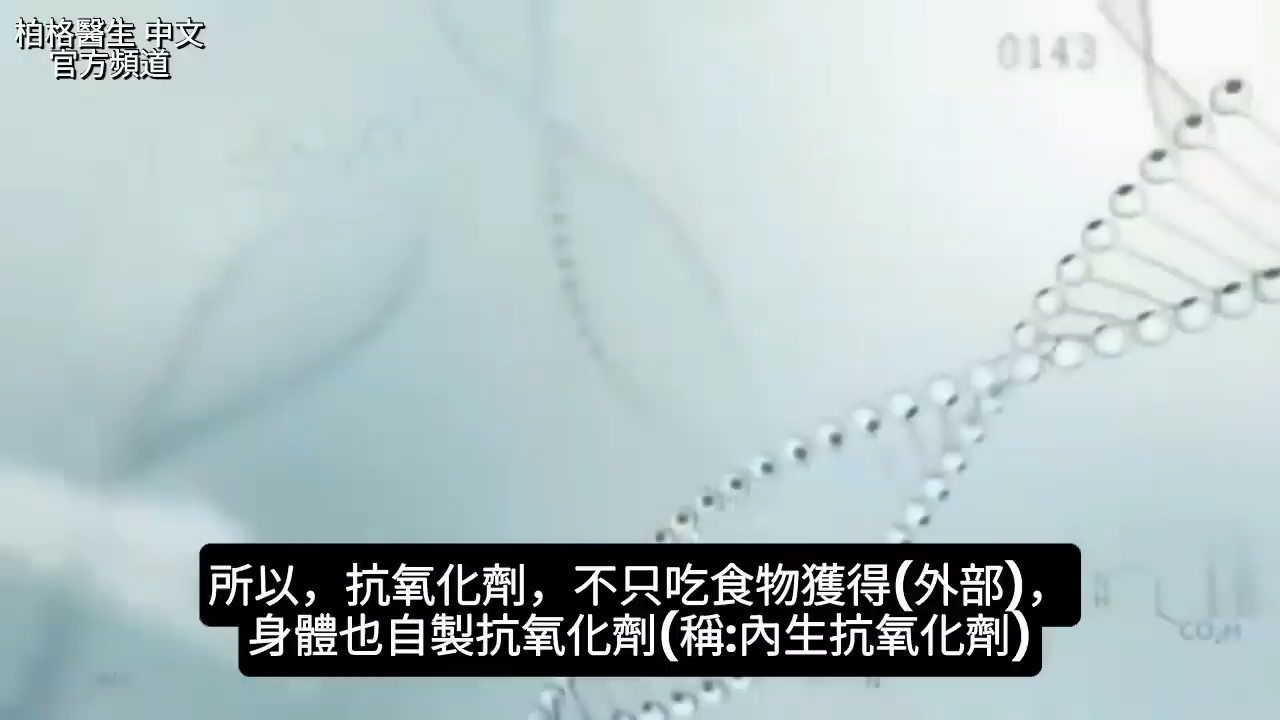 柏格醫生 中文
官方頻道
0143
所以，抗氧化劑，不只吃食物獲得(外部)，
身體也自製抗氧化劑(稱:內生抗氧化劑)
CO₂H
N